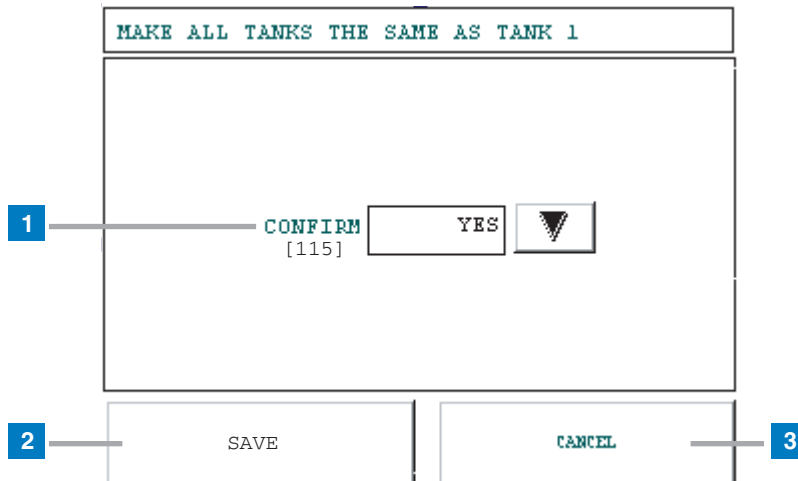 MAKE ALL TANKS THE SAME AS TANK 1
1 CONFIRM YES
[115]
2 SAVE CANCEL 3